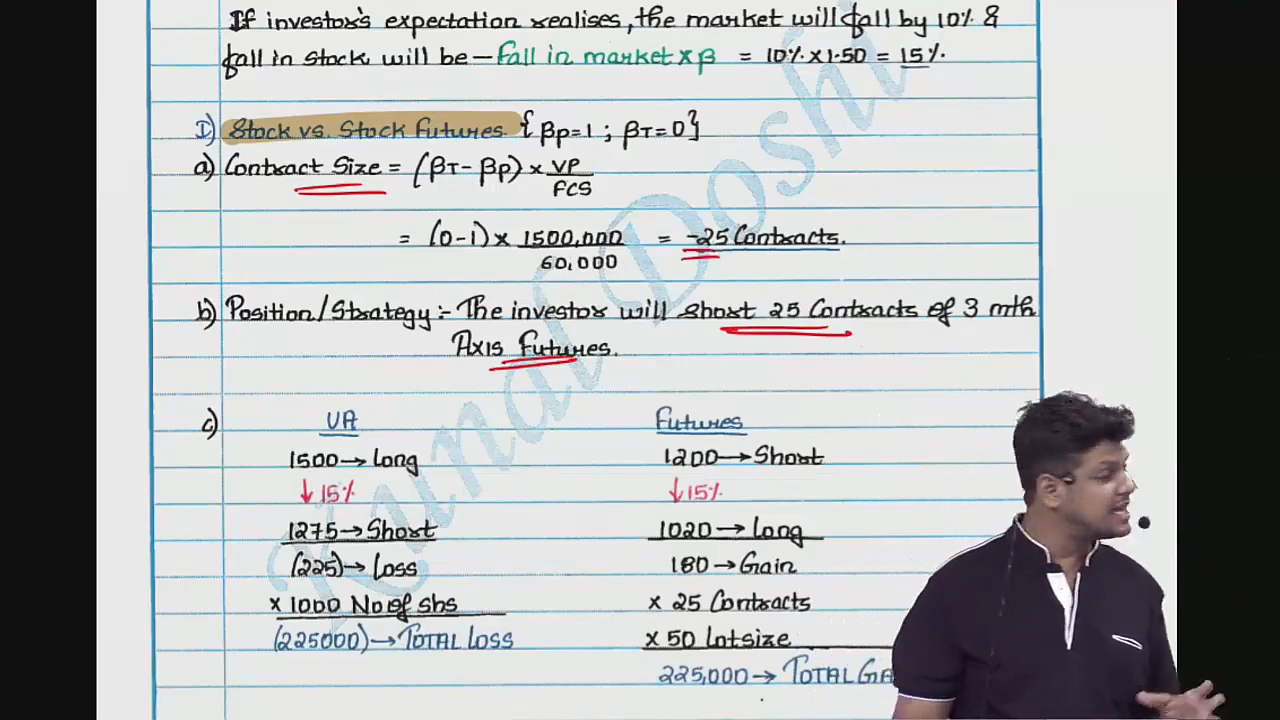 If investor's expectation realises, the market will fall by 10% &
fall in stock will be – Fall in market × β = 10% × 1.50 = 15%.
I) Stock vs. Stock Futures. {βP=1 ; βT=0}
a) Contract Size = (βT – βP) × VP
FCS
= (0-1) × 1500,000 = -25 Contracts.
60,000
b) Position/Strategy :- The investor will short 25 Contracts of 3 mth
Axis Futures.
c) UA Futures
1500 → Long 1200 → Short
↓ 15% ↓ 15%
1275 → Short 1020 → Long
(225) → Loss 180 → Gain
× 1000 No of shs × 25 Contracts
(225000) → TOTAL LOSS × 50 Lotsize
225,000 → TOTAL GA
Kunal Doshi